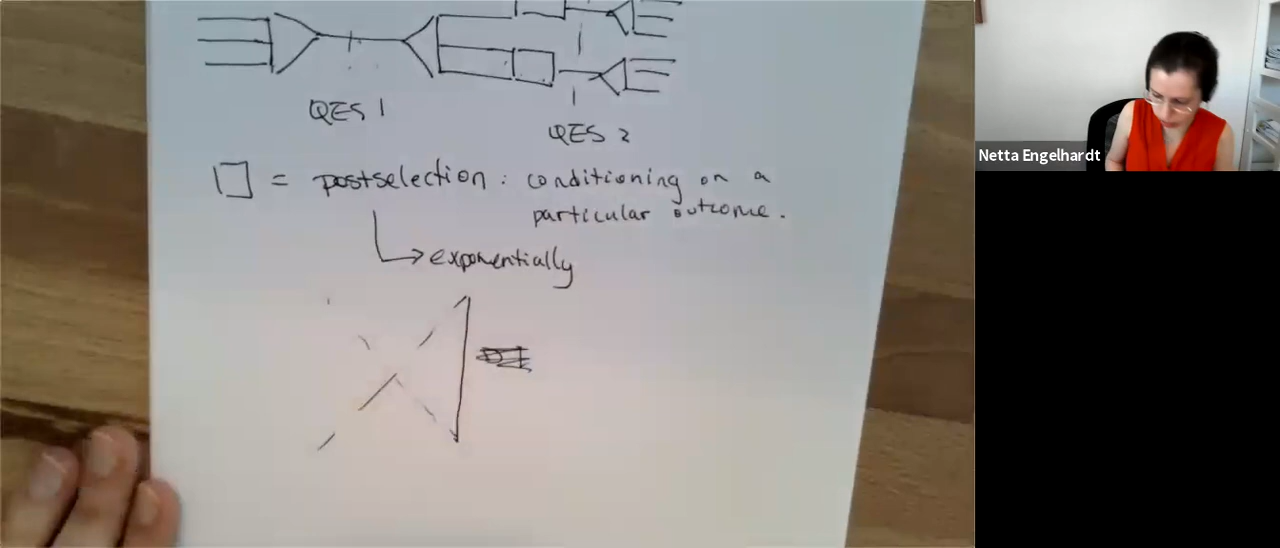 QES 1
QES 2
□ = postselection : conditioning on a
particular outcome.
→ exponentially
Netta Engelhardt